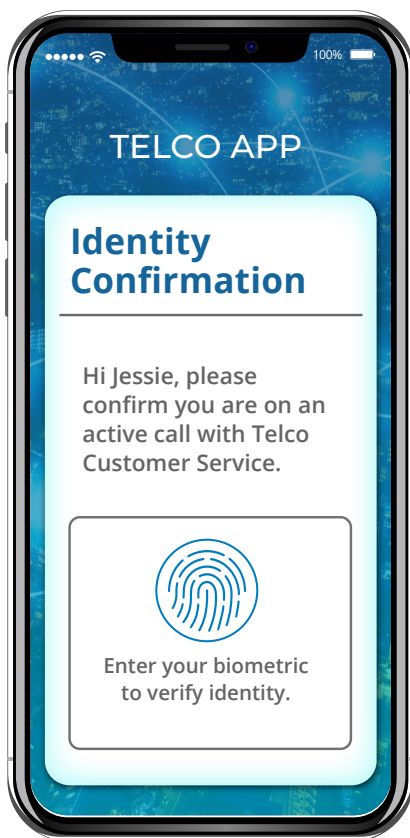 100%
TELCO APP
Identity
Confirmation
Hi Jessie, please
confirm you are on an
active call with Telco
Customer Service.
Enter your biometric
to verify identity.